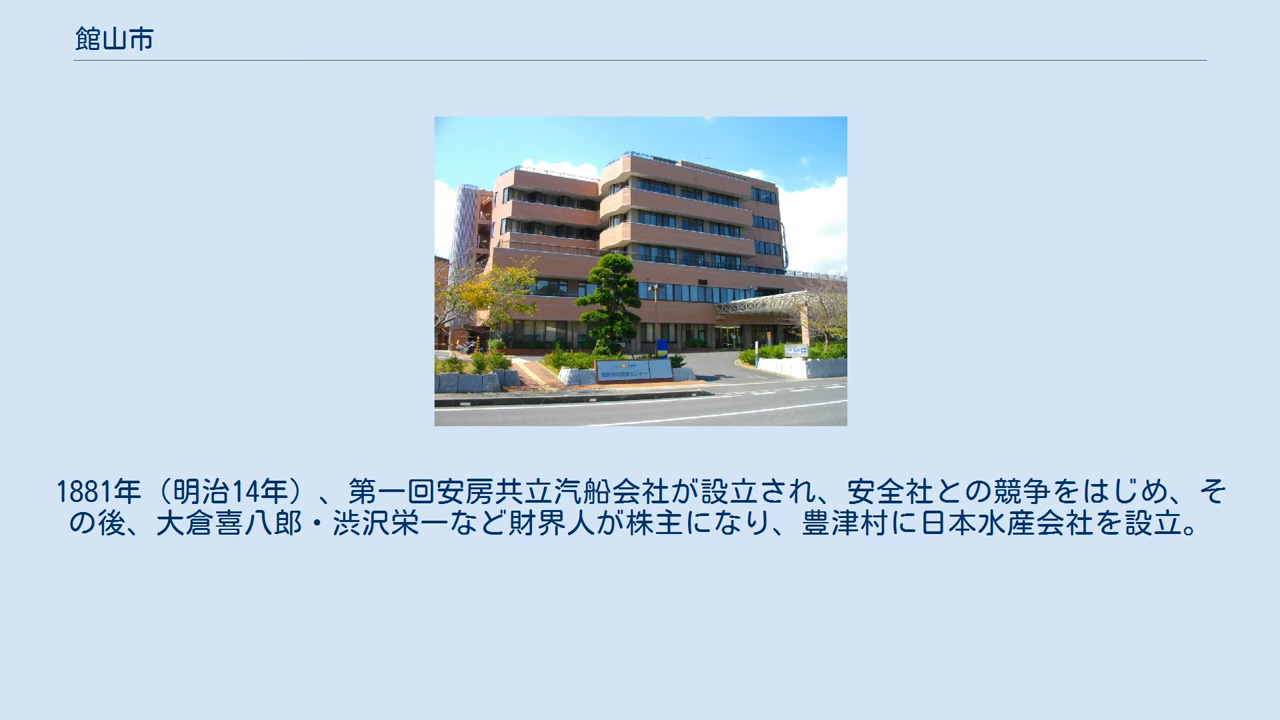 館山市
1881年（明治14年）、第一回安房共立汽船会社が設立され、安全社との競争をはじめ、そ
の後、大倉喜八郎・渋沢栄一など財界人が株主になり、豊津村に日本水産会社を設立。